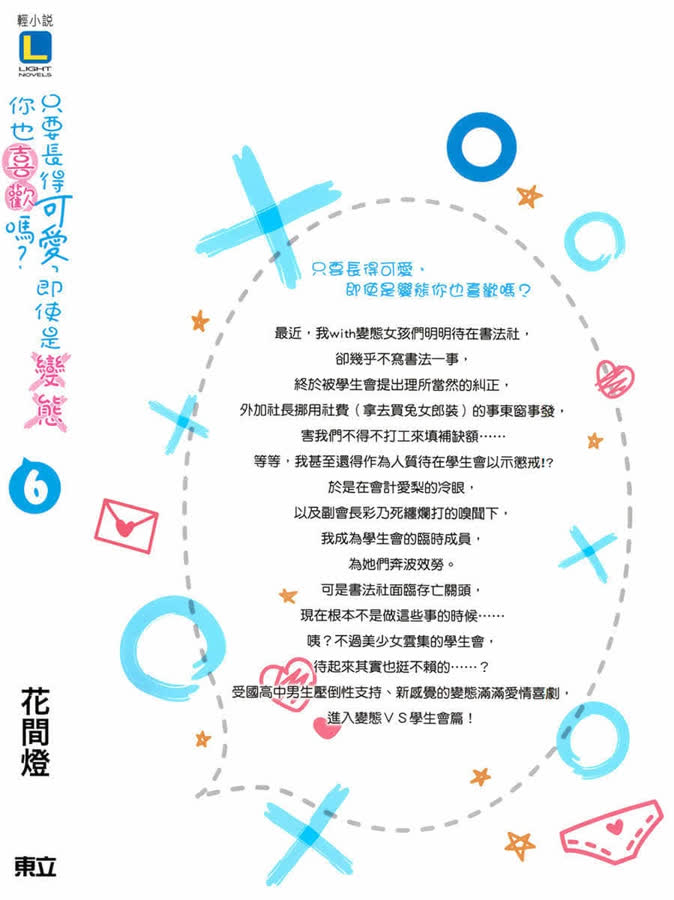 輕小說
L
LIGHT
NOVELS
只要長得可愛，即使是變態
你也喜歡嗎？
6
花間燈
東立
只要長得可愛，
即使是變態你也喜歡嗎？
最近，我with變態女孩們明明待在書法社，
卻幾乎不寫書法一事，
終於被學生會提出理所當然的糾正，
外加社長挪用社費（拿去買兔女郎裝）的事東窗事發，
害我們不得不打工來填補缺額……
等等，我甚至還得作為人質待在學生會以示懲戒!?
於是在會計愛梨的冷眼，
以及副會長彩乃死纏爛打的嗅聞下，
我成為學生會的臨時成員，
為她們奔波效勞。
可是書法社面臨存亡關頭，
現在根本不是做這些事的時候……
咦？不過美少女雲集的學生會，
待起來其實也挺不賴的……？
受國高中男生壓倒性支持、新感覺的變態滿滿愛情喜劇，
進入變態ＶＳ學生會篇！